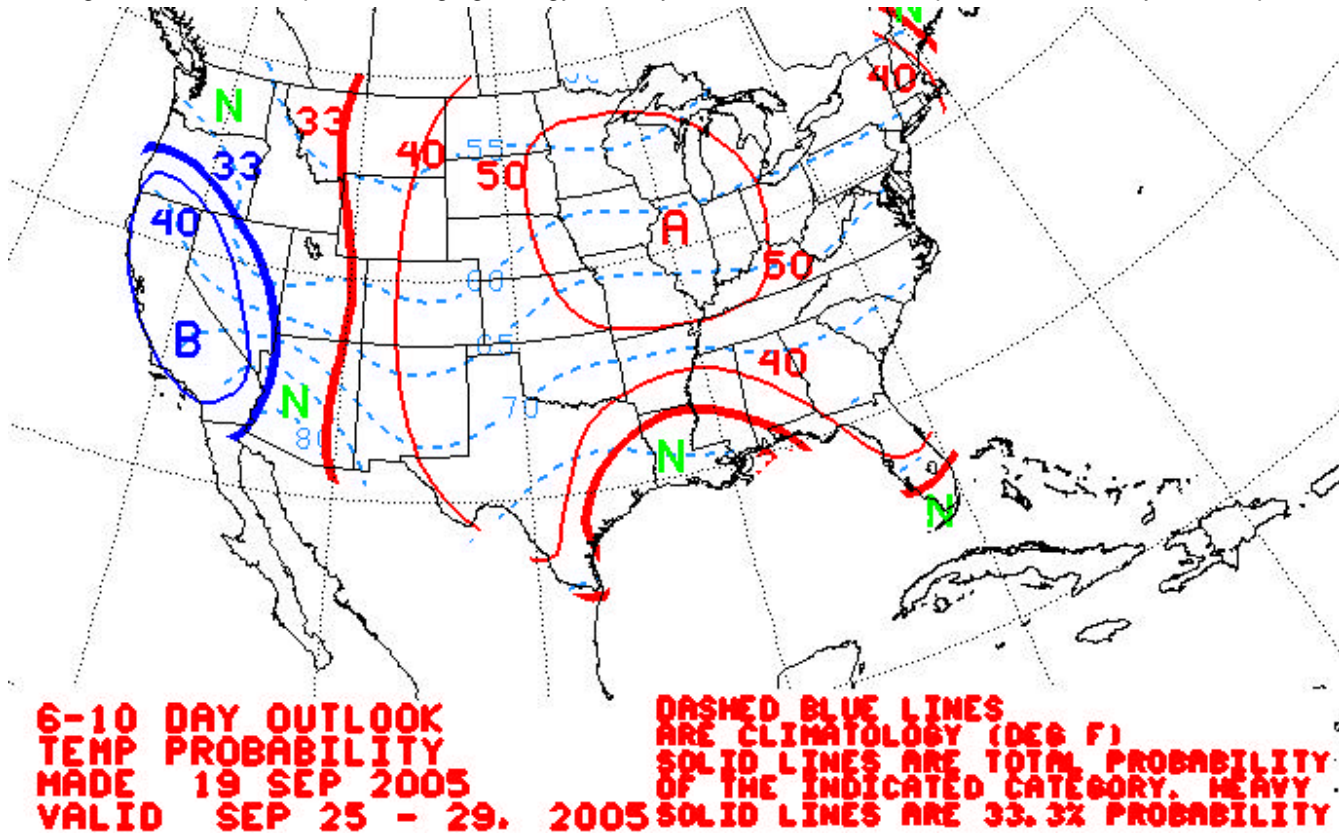 N
40
N
33
33
40
55
50
40
A
60
50
B
65
40
70
N
80
N
N
6-10 DAY OUTLOOK
TEMP PROBABILITY
MADE 19 SEP 2005
VALID SEP 25 - 29, 2005
DASHED BLUE LINES
ARE CLIMATOLOGY (DEG F)
SOLID LINES ARE TOTAL PROBABILITY
OF THE INDICATED CATEGORY. HEAVY
SOLID LINES ARE 33.3% PROBABILITY